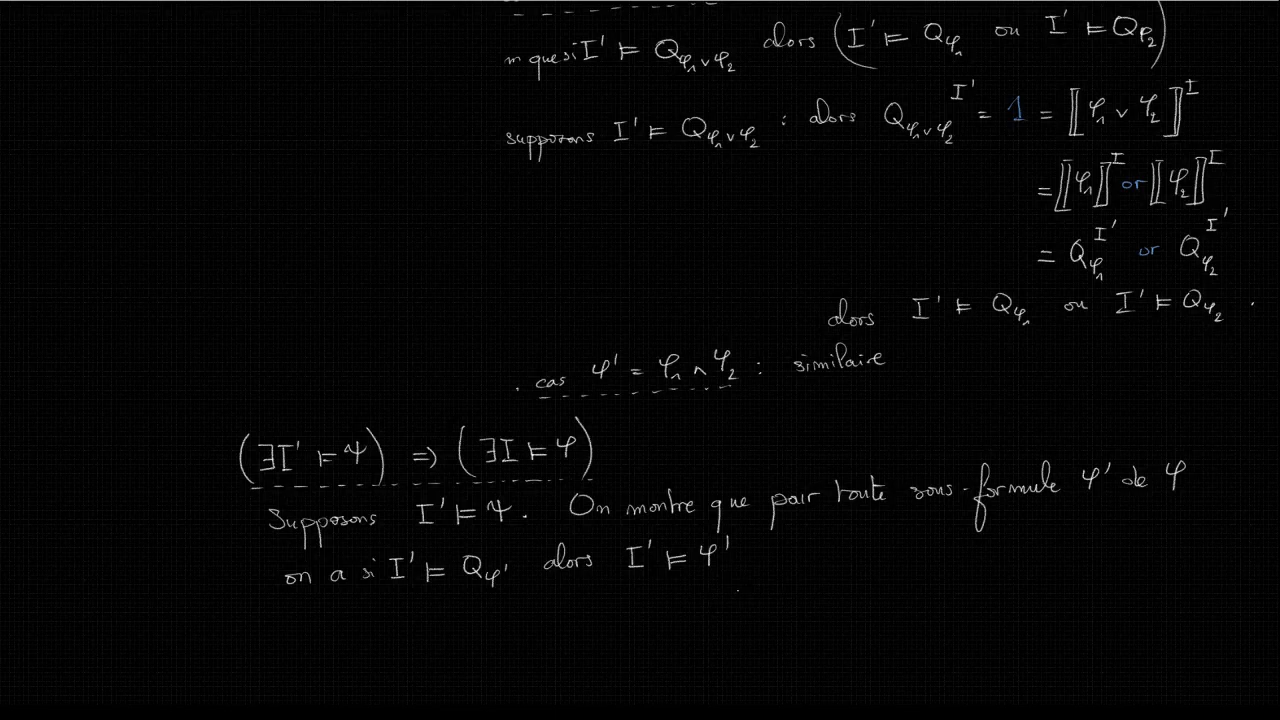 m que si I' ⊨ Q_{φ₁∨φ₂} alors (I' ⊨ Q_{φ₁} ou I' ⊨ Q_{φ₂})
supposons I' ⊨ Q_{φ₁∨φ₂} : alors Q_{φ₁∨φ₂}^{I'} = 1 = ⟦φ₁ ∨ φ₂⟧^I
= ⟦φ₁⟧^I or ⟦φ₂⟧^I
= Q_{φ₁}^{I'} or Q_{φ₂}^{I'}
alors I' ⊨ Q_{φ₁} ou I' ⊨ Q_{φ₂} .
. cas φ' = φ₁ ∧ φ₂ : similaire
(∃I' ⊨ Ψ) ⇒ (∃I ⊨ φ)
Supposons I' ⊨ Ψ. On montre que pour toute sous-formule φ' de φ
on a si I' ⊨ Q_{φ'} alors I' ⊨ φ'